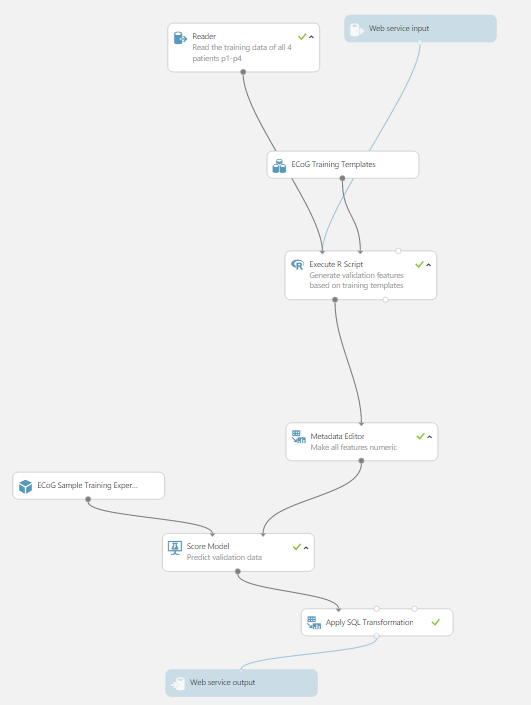 Reader
Read the training data of all 4
patients p1-p4
Web service input
ECoG Training Templates
Execute R Script
Generate validation features
based on training templates
Metadata Editor
Make all features numeric
ECoG Sample Training Exper...
Score Model
Predict validation data
Apply SQL Transformation
Web service output